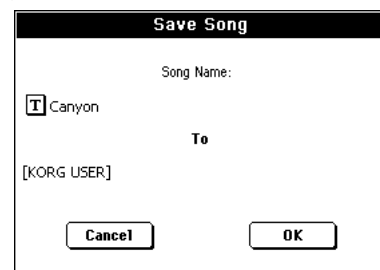 Save Song
Song Name:
T Canyon
To
[KORG USER]
Cancel OK